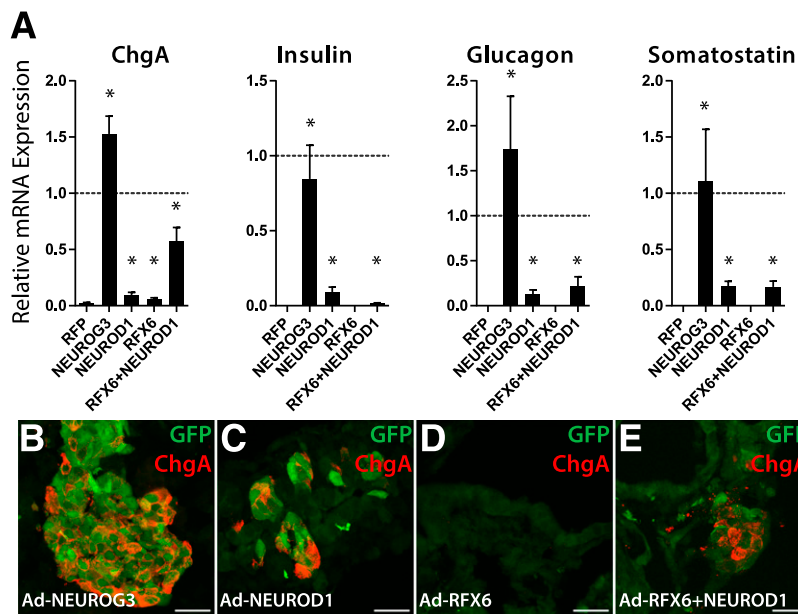 A
ChgA
Insulin
Glucagon
Somatostatin
Relative mRNA Expression
2.0
1.5
1.0
0.5
0.0
*
*
*
*
RFP
NEUROG3
NEUROD1
RFX6
RFX6+NEUROD1
1.5
1.0
0.5
0.0
*
*
*
RFP
NEUROG3
NEUROD1
RFX6
RFX6+NEUROD1
2.5
2.0
1.5
1.0
0.5
0.0
*
*
*
RFP
NEUROG3
NEUROD1
RFX6
RFX6+NEUROD1
2.0
1.5
1.0
0.5
0.0
*
*
*
RFP
NEUROG3
NEUROD1
RFX6
RFX6+NEUROD1
B
GFP
ChgA
Ad-NEUROG3
C
GFP
ChgA
Ad-NEUROD1
D
GFP
ChgA
Ad-RFX6
E
GFP
ChgA
Ad-RFX6+NEUROD1